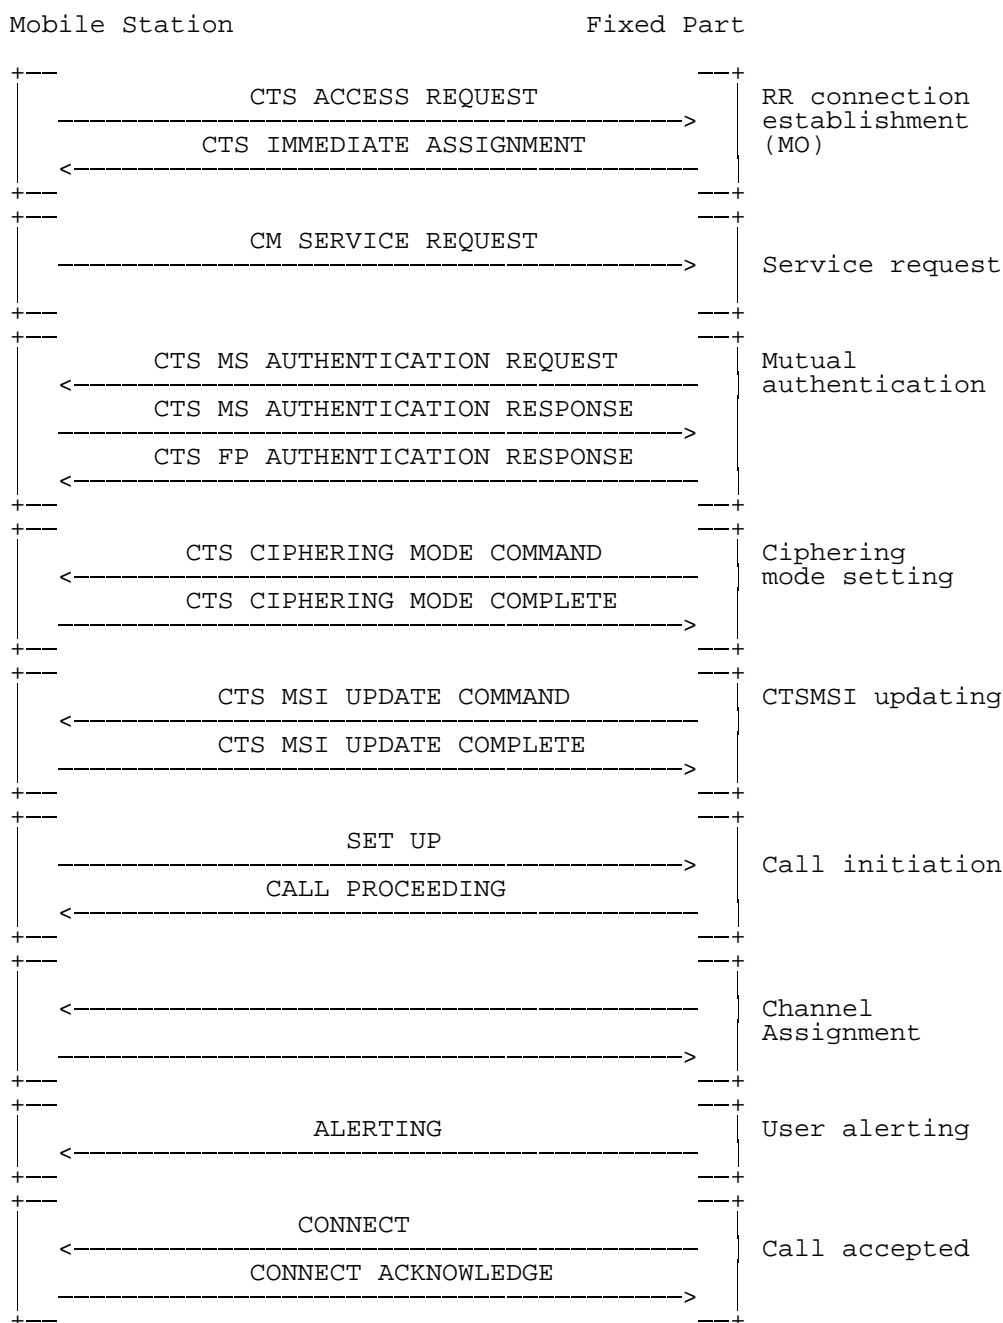 Mobile Station Fixed Part
CTS ACCESS REQUEST RR connection
establishment
CTS IMMEDIATE ASSIGNMENT (MO)
CM SERVICE REQUEST
Service request
CTS MS AUTHENTICATION REQUEST Mutual
authentication
CTS MS AUTHENTICATION RESPONSE
CTS FP AUTHENTICATION RESPONSE
CTS CIPHERING MODE COMMAND Ciphering
mode setting
CTS CIPHERING MODE COMPLETE
CTS MSI UPDATE COMMAND CTSMSI updating
CTS MSI UPDATE COMPLETE
SET UP
Call initiation
CALL PROCEEDING
Channel
Assignment
ALERTING User alerting
CONNECT
Call accepted
CONNECT ACKNOWLEDGE